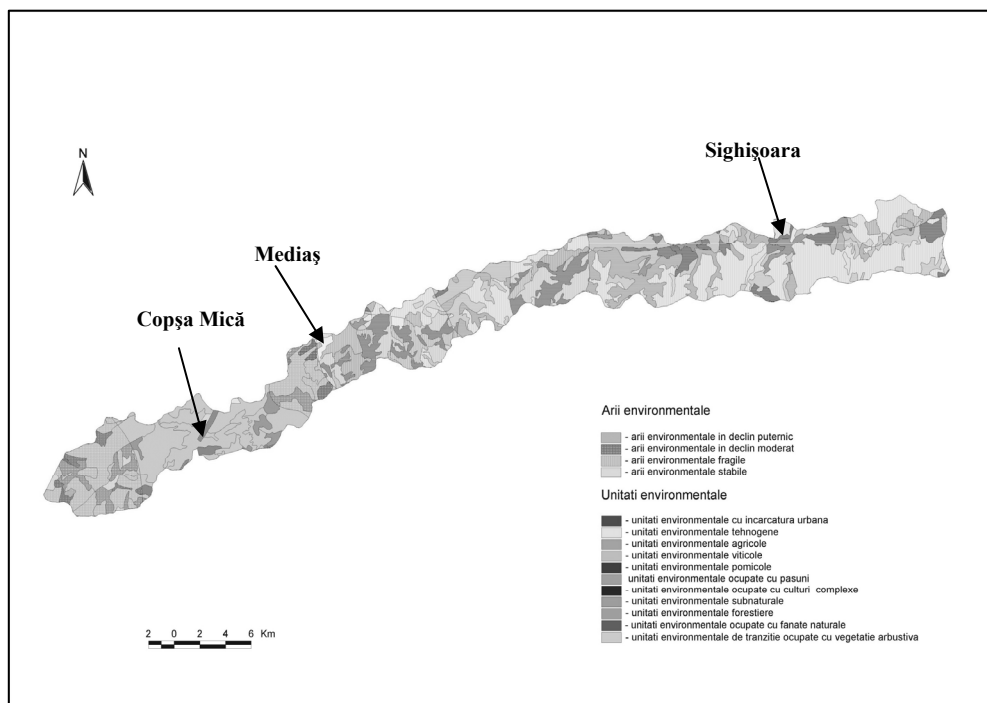 N
Sighişoara
Mediaş
Copşa Mică
Arii environmentale
- arii environmentale in declin puternic
- arii environmentale in declin moderat
- arii environmentale fragile
- arii environmentale stabile
Unitati environmentale
- unitati environmentale cu incarcatura urbana
- unitati environmentale tehnogene
- unitati environmentale agricole
- unitati environmentale viticole
- unitati environmentale pomicole
unitati environmentale ocupate cu pasuni
- unitati environmentale ocupate cu culturi complexe
- unitati environmentale subnaturale
- unitati environmentale forestiere
- unitati environmentale ocupate cu fanate naturale
- unitati environmentale de tranzitie ocupate cu vegetatie arbustiva
2 0 2 4 6 Km